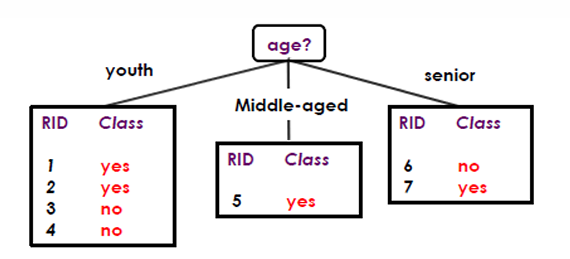 age?
youth
Middle-aged
senior
RID Class
1 yes
2 yes
3 no
4 no
RID Class
5 yes
RID Class
6 no
7 yes